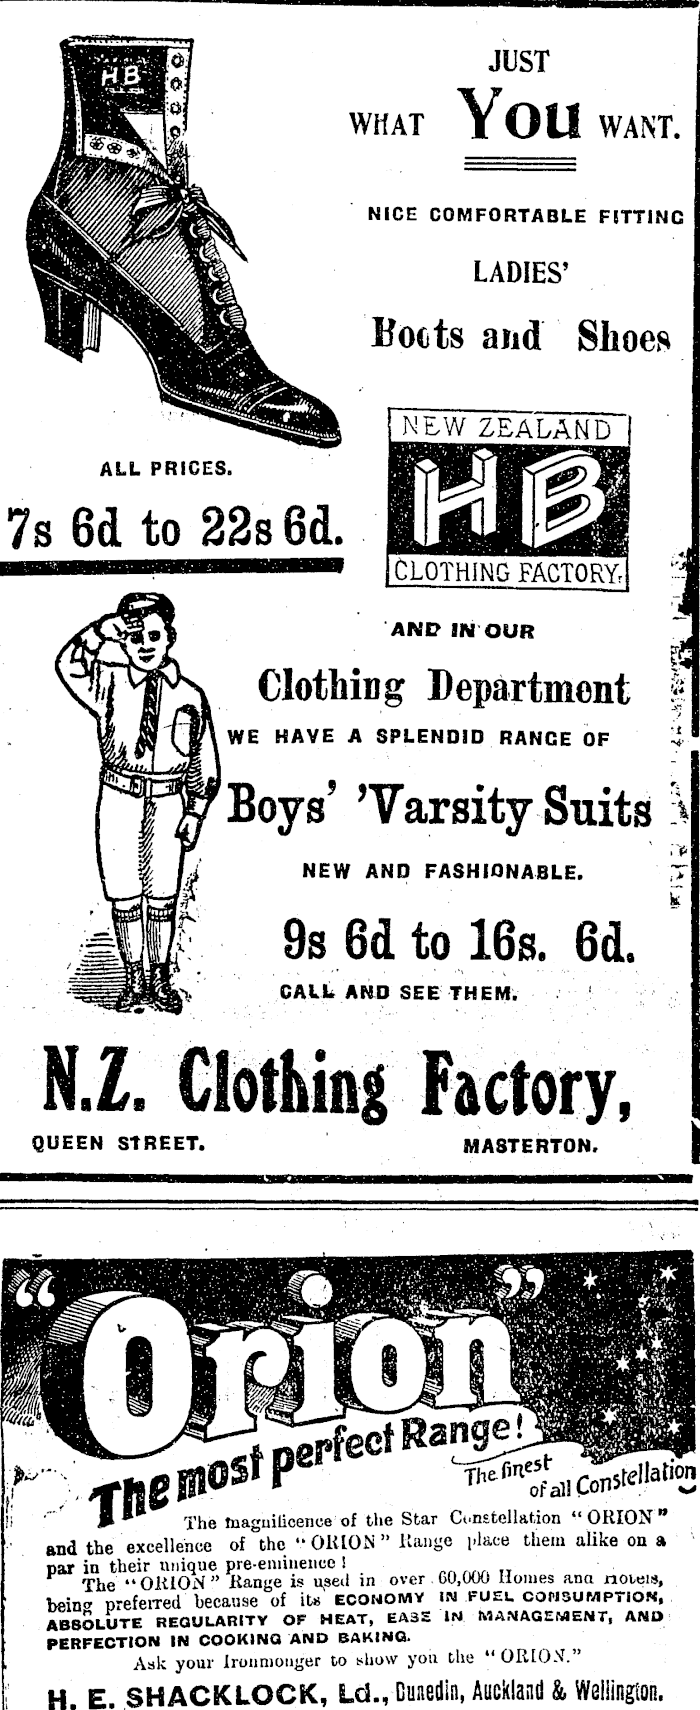 HB
JUST
WHAT You WANT.
NICE COMFORTABLE FITTING
LADIES'
Boots and Shoes
ALL PRICES.
7s 6d to 22s 6d.
NEW ZEALAND
HB
CLOTHING FACTORY.
AND IN OUR
Clothing Department
WE HAVE A SPLENDID RANGE OF
Boys' 'Varsity Suits
NEW AND FASHIONABLE.
9s 6d to 16s. 6d.
CALL AND SEE THEM.
N.Z. Clothing Factory,
QUEEN STREET. MASTERTON.
"Orion"
The most perfect Range!
The finest
of all Constellation
The magnificence of the Star Constellation "ORION"
and the excellence of the "ORION" Range place them alike on a
par in their unique pre-eminence!
The "ORION" Range is used in over 60,000 Homes and Hotels,
being preferred because of its ECONOMY IN FUEL CONSUMPTION,
ABSOLUTE REGULARITY OF HEAT, EASE IN MANAGEMENT, AND
PERFECTION IN COOKING AND BAKING.
Ask your Ironmonger to show you the "ORION."
H. E. SHACKLOCK, Ld., Dunedin, Auckland & Wellington.